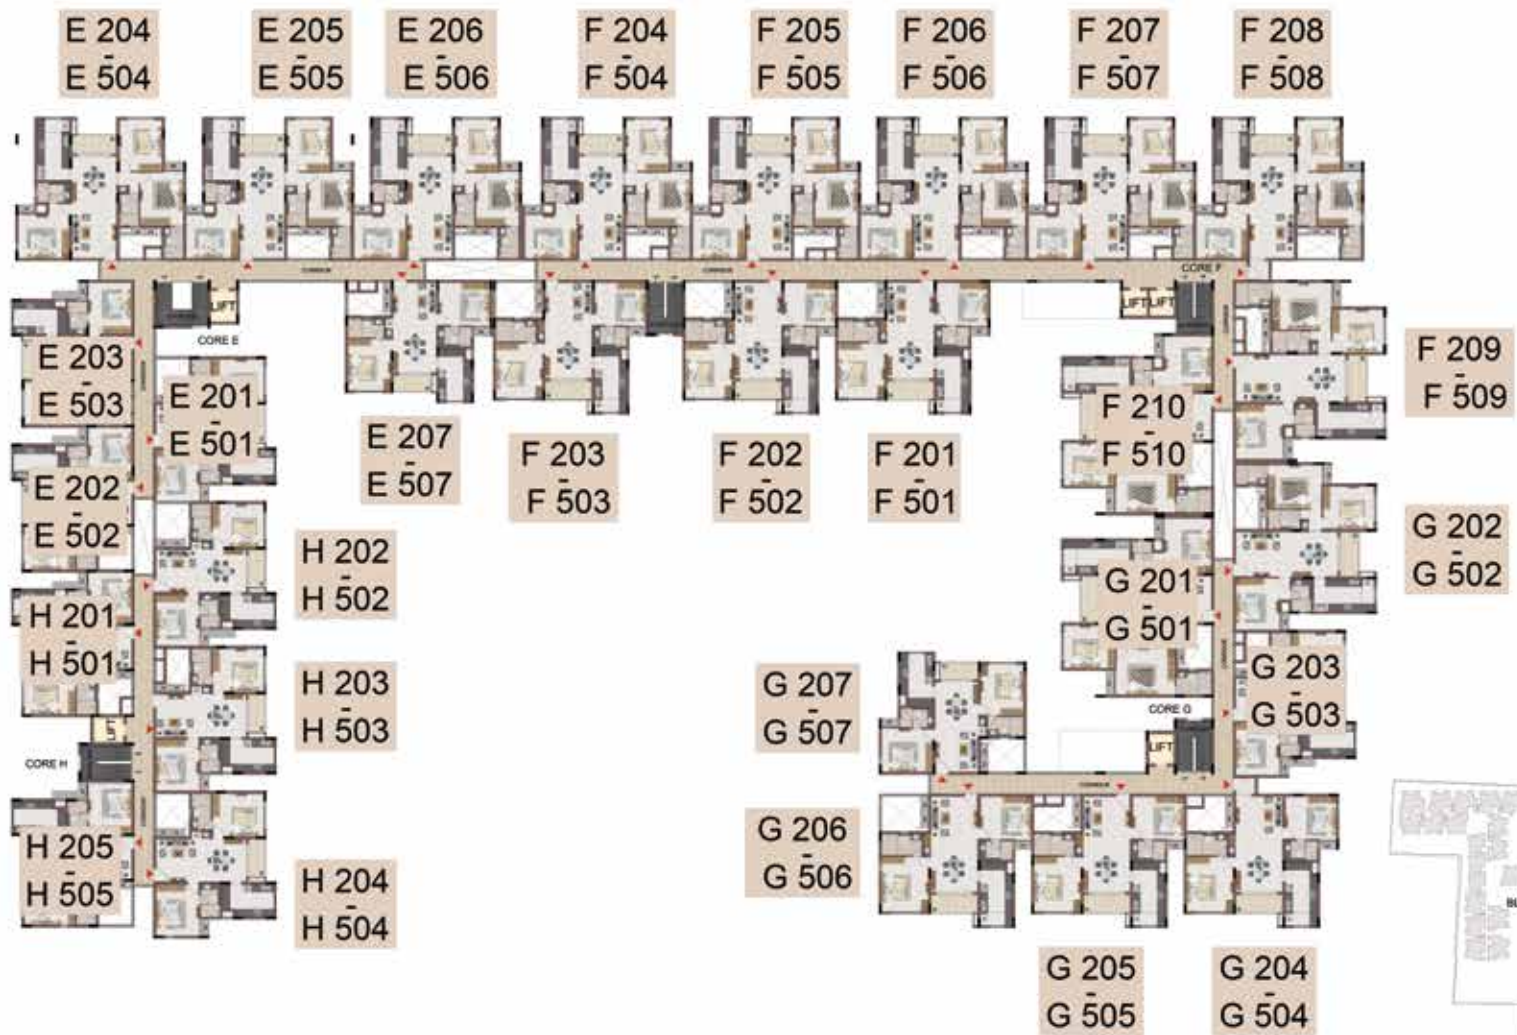 E 204
-
E 504
E 205
-
E 505
E 206
-
E 506
F 204
-
F 504
F 205
-
F 505
F 206
-
F 506
F 207
-
F 507
F 208
-
F 508
CORE F
LIFT
LIFT LIFT
CORE E
E 203
-
E 503
E 201
-
E 501
F 209
-
F 509
F 210
-
F 510
E 207
-
E 507
F 203
-
F 503
F 202
-
F 502
F 201
-
F 501
E 202
-
E 502
H 202
-
H 502
G 202
-
G 502
G 201
-
G 501
H 201
-
H 501
H 203
-
H 503
G 207
-
G 507
G 203
-
G 503
CORE G
LIFT
LIFT
CORE H
G 206
-
G 506
H 205
-
H 505
H 204
-
H 504
G 205
-
G 505
G 204
-
G 504